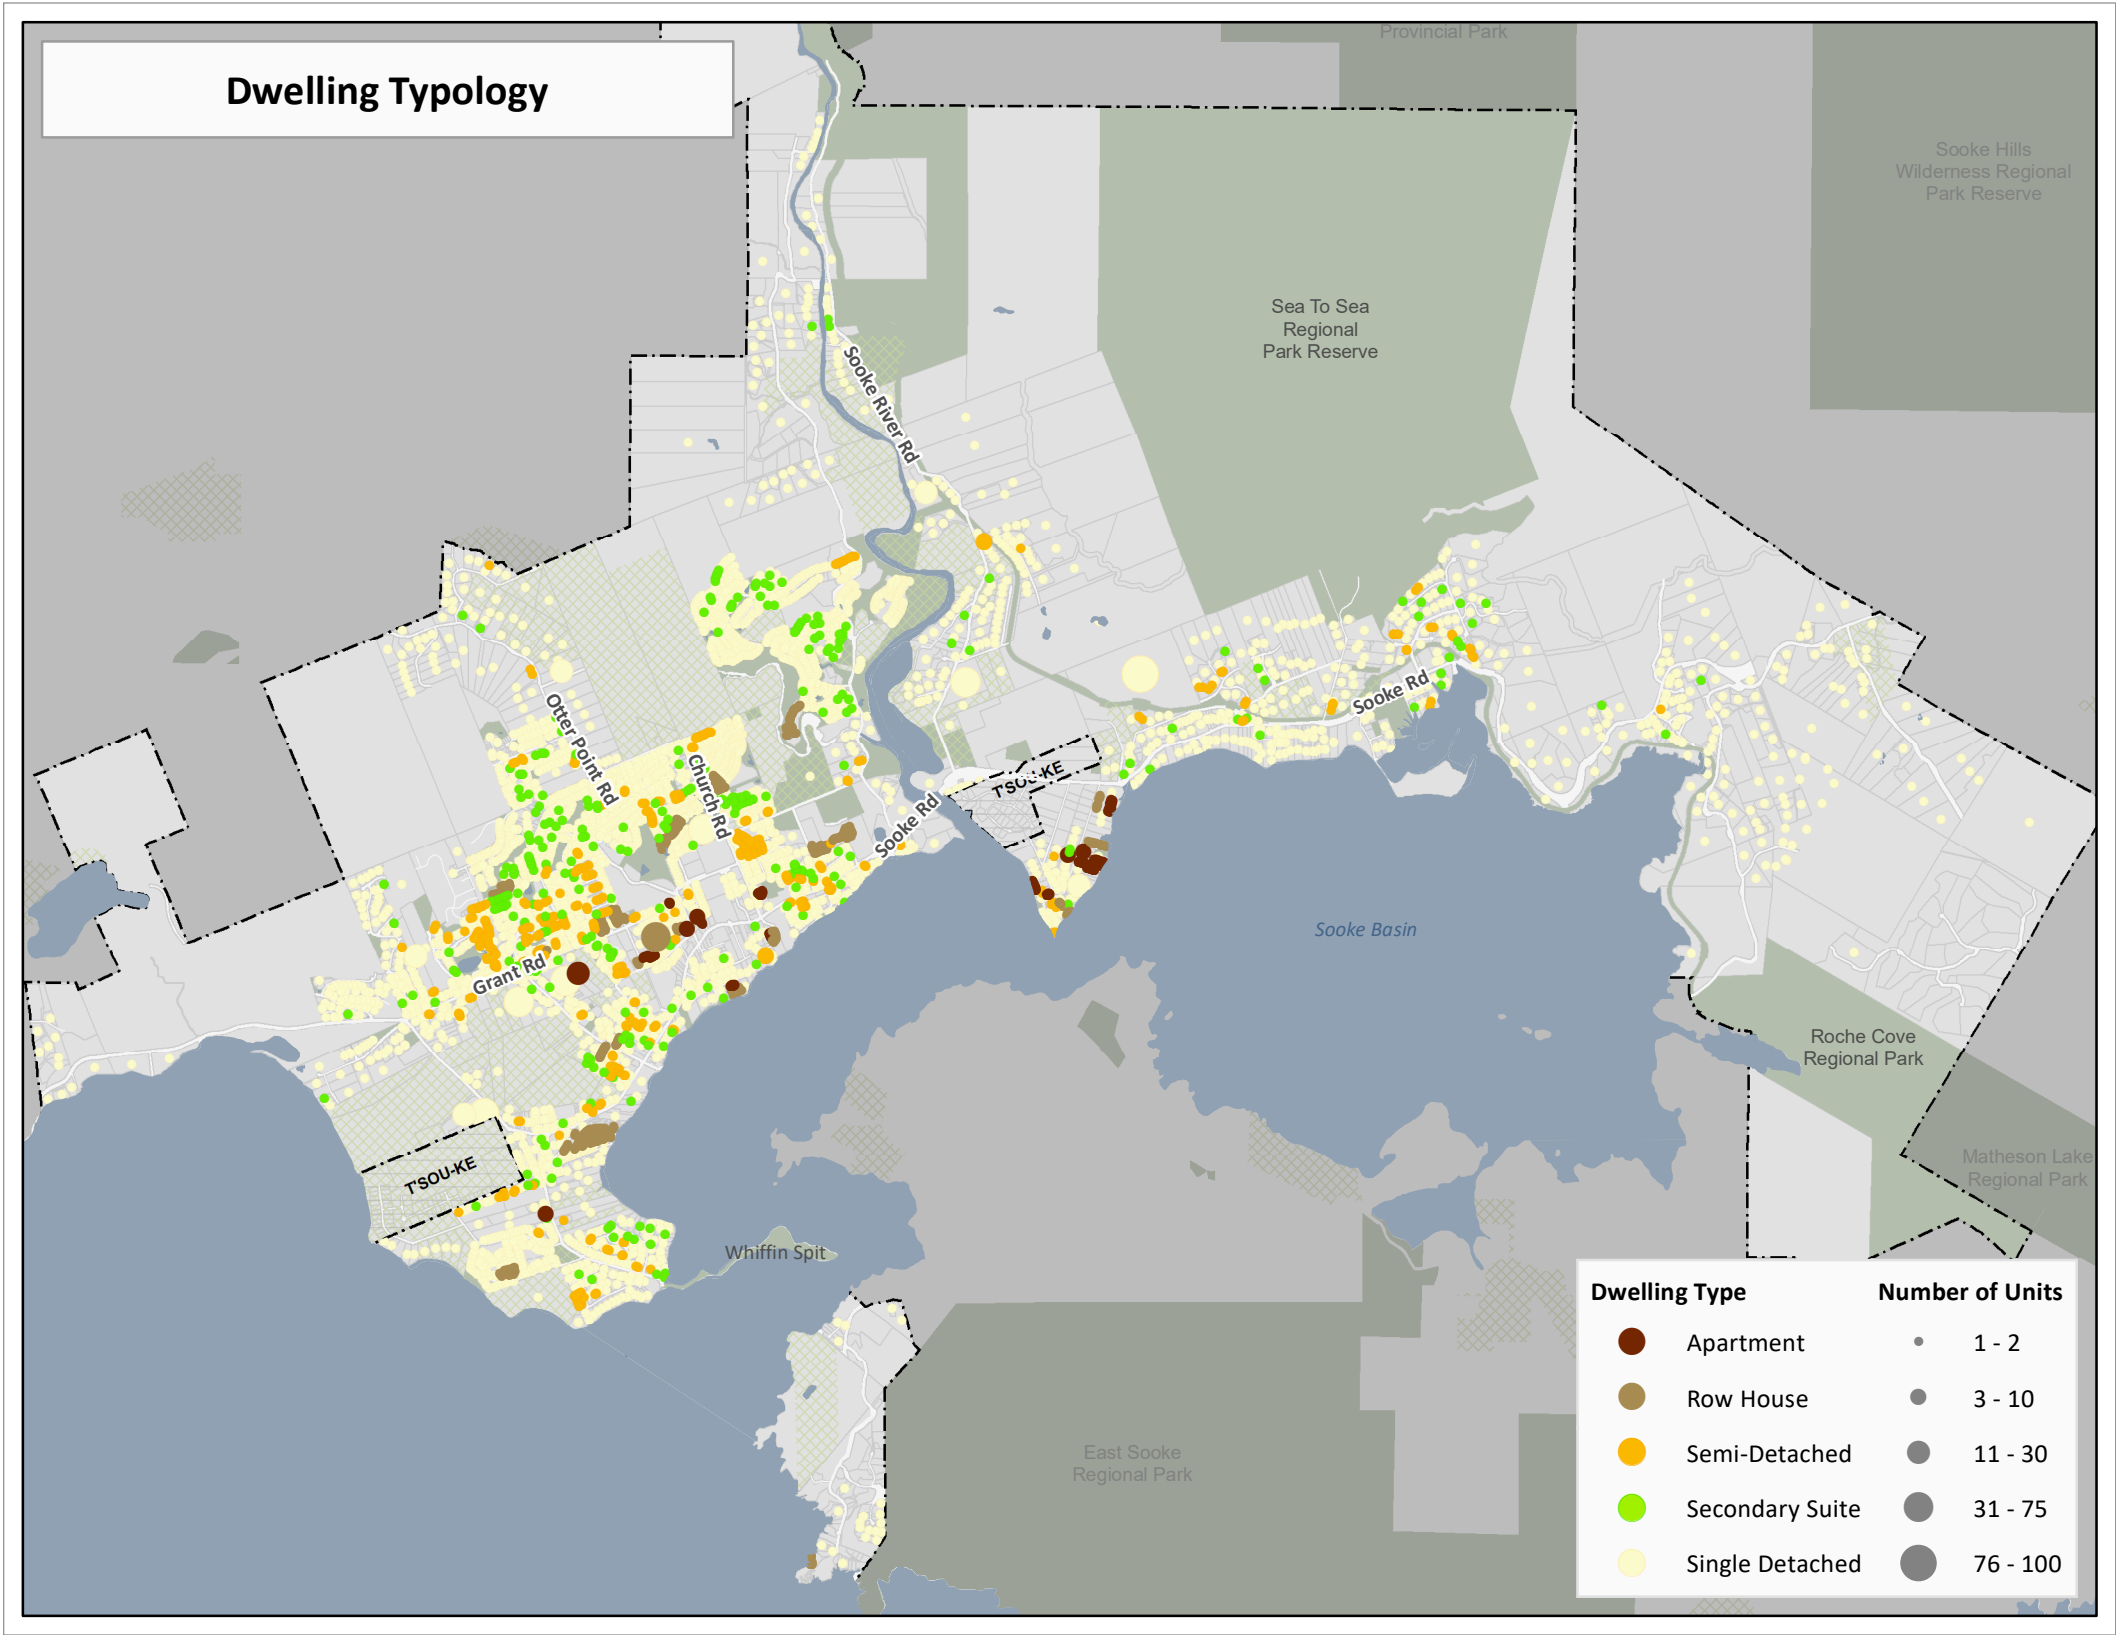 Provincial Park
Dwelling Typology
Sooke Hills
Wilderness Regional
Park Reserve
Sea To Sea
Regional
Park Reserve
Sooke River Rd
Otter Point Rd
Church Rd
Sooke Rd
Sooke Rd
T'SOU-KE
Grant Rd
Sooke Basin
Roche Cove
Regional Park
T'SOU-KE
Matheson Lake
Regional Park
Whiffin Spit
East Sooke
Regional Park
Dwelling Type
Apartment
Row House
Semi-Detached
Secondary Suite
Single Detached
Number of Units
1 - 2
3 - 10
11 - 30
31 - 75
76 - 100